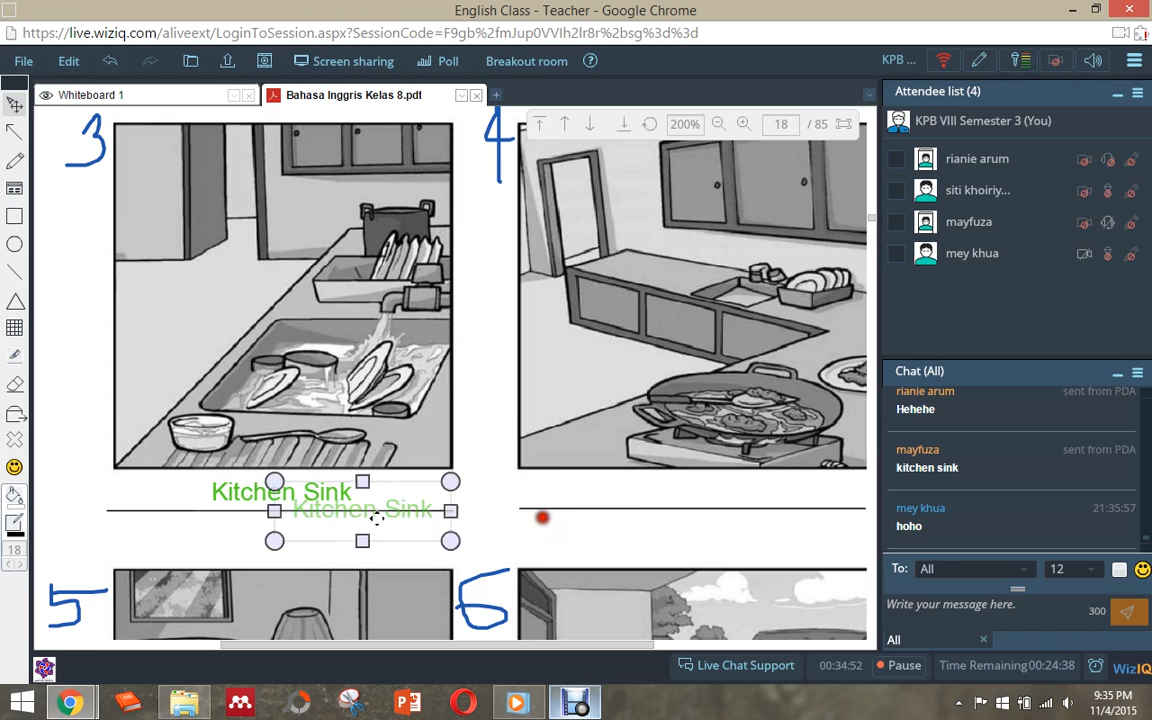 English Class - Teacher - Google Chrome
https://live.wiziq.com/aliveext/LoginToSession.aspx?SessionCode=F9gb%2fmJup0VVIh2lr8r%2bsg%3d%3d
File Edit Screen sharing Poll Breakout room KPB ...
Whiteboard 1 Bahasa Inggris Kelas 8.pdf
Attendee list (4)
KPB VIII Semester 3 (You)
rianie arum
siti khoiriy...
mayfuza
mey khua
200% 18 / 85
3
4
Kitchen Sink
Kitchen Sink
5
6
18
Chat (All)
rianie arum sent from PDA
Hehehe
mayfuza sent from PDA
kitchen sink
mey khua 21:35:57
hoho
To: All 12
Write your message here. 300
All
Live Chat Support 00:34:52 Pause Time Remaining 00:24:38 WizIQ
9:35 PM
11/4/2015